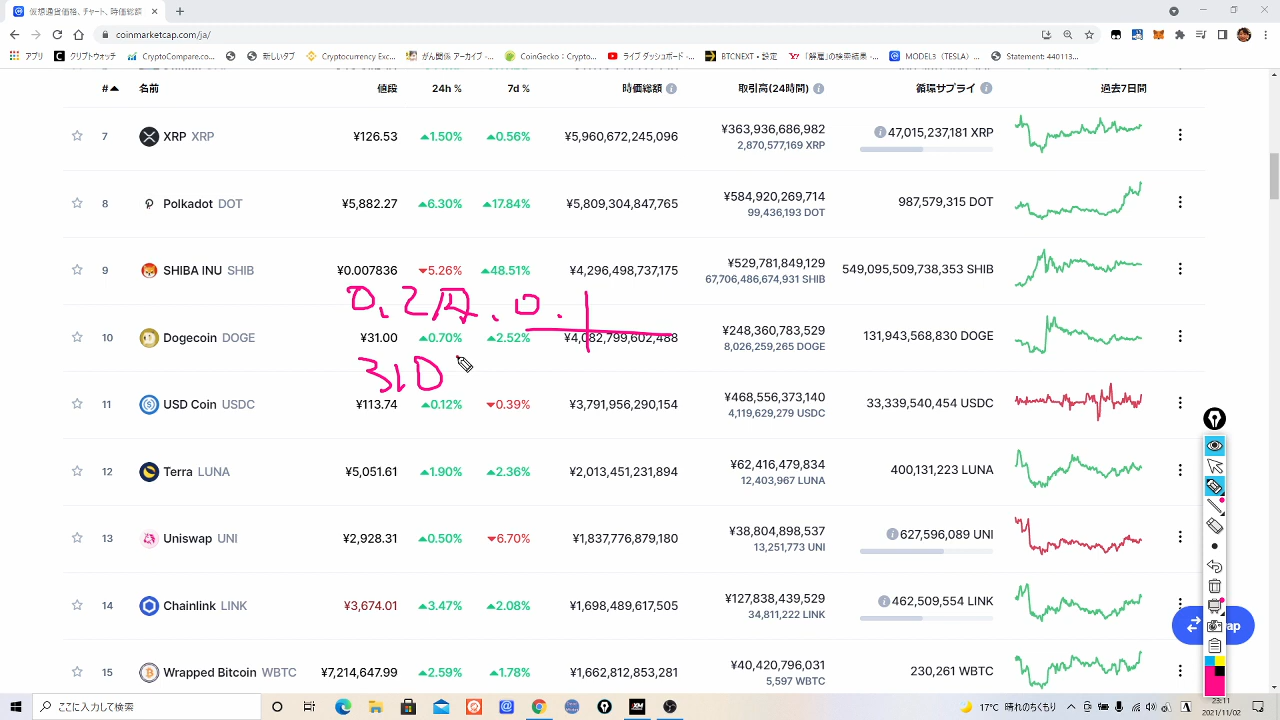 仮想通貨価格、チャート、時価総額
coinmarketcap.com/ja/
アプリ クリプトウォッチ CryptoCompare.co... 新しいタブ Cryptocurrency Exc... がん関係 アーカイブ -... CoinGecko : Crypto... ライブ ダッシュボード -... BTCNEXT • 設定 「解雇」の検索結果 -... MODEL3（TESLA）... Statement: 440113...
# 名前 値段 24h % 7d % 時価総額 取引高(24時間) 循環サプライ 過去7日間
7 XRP XRP ¥126.53 1.50% 0.56% ¥5,960,672,245,096 ¥363,936,686,982 47,015,237,181 XRP
2,870,577,169 XRP
8 Polkadot DOT ¥5,882.27 6.30% 17.84% ¥5,809,304,847,765 ¥584,920,269,714 987,579,315 DOT
99,436,193 DOT
9 SHIBA INU SHIB ¥0.007836 5.26% 48.51% ¥4,296,498,737,175 ¥529,781,849,129 549,095,509,738,353 SHIB
67,706,486,674,931 SHIB
10 Dogecoin DOGE ¥31.00 0.70% 2.52% ¥4,082,799,602,488 ¥248,360,783,529 131,943,568,830 DOGE
8,026,259,265 DOGE
11 USD Coin USDC ¥113.74 0.12% 0.39% ¥3,791,956,290,154 ¥468,556,373,140 33,339,540,454 USDC
4,119,629,279 USDC
12 Terra LUNA ¥5,051.61 1.90% 2.36% ¥2,013,451,231,894 ¥62,416,479,834 400,131,223 LUNA
12,403,967 LUNA
13 Uniswap UNI ¥2,928.31 0.50% 6.70% ¥1,837,776,879,180 ¥38,804,898,537 627,596,089 UNI
13,251,773 UNI
14 Chainlink LINK ¥3,674.01 3.47% 2.08% ¥1,698,489,617,505 ¥127,838,439,529 462,509,554 LINK
34,811,222 LINK
15 Wrapped Bitcoin WBTC ¥7,214,647.99 2.59% 1.78% ¥1,662,812,853,281 ¥40,420,796,031 230,261 WBTC
5,597 WBTC
ここに入力して検索 17℃ 晴れのちくもり A 23:11
2021/11/02